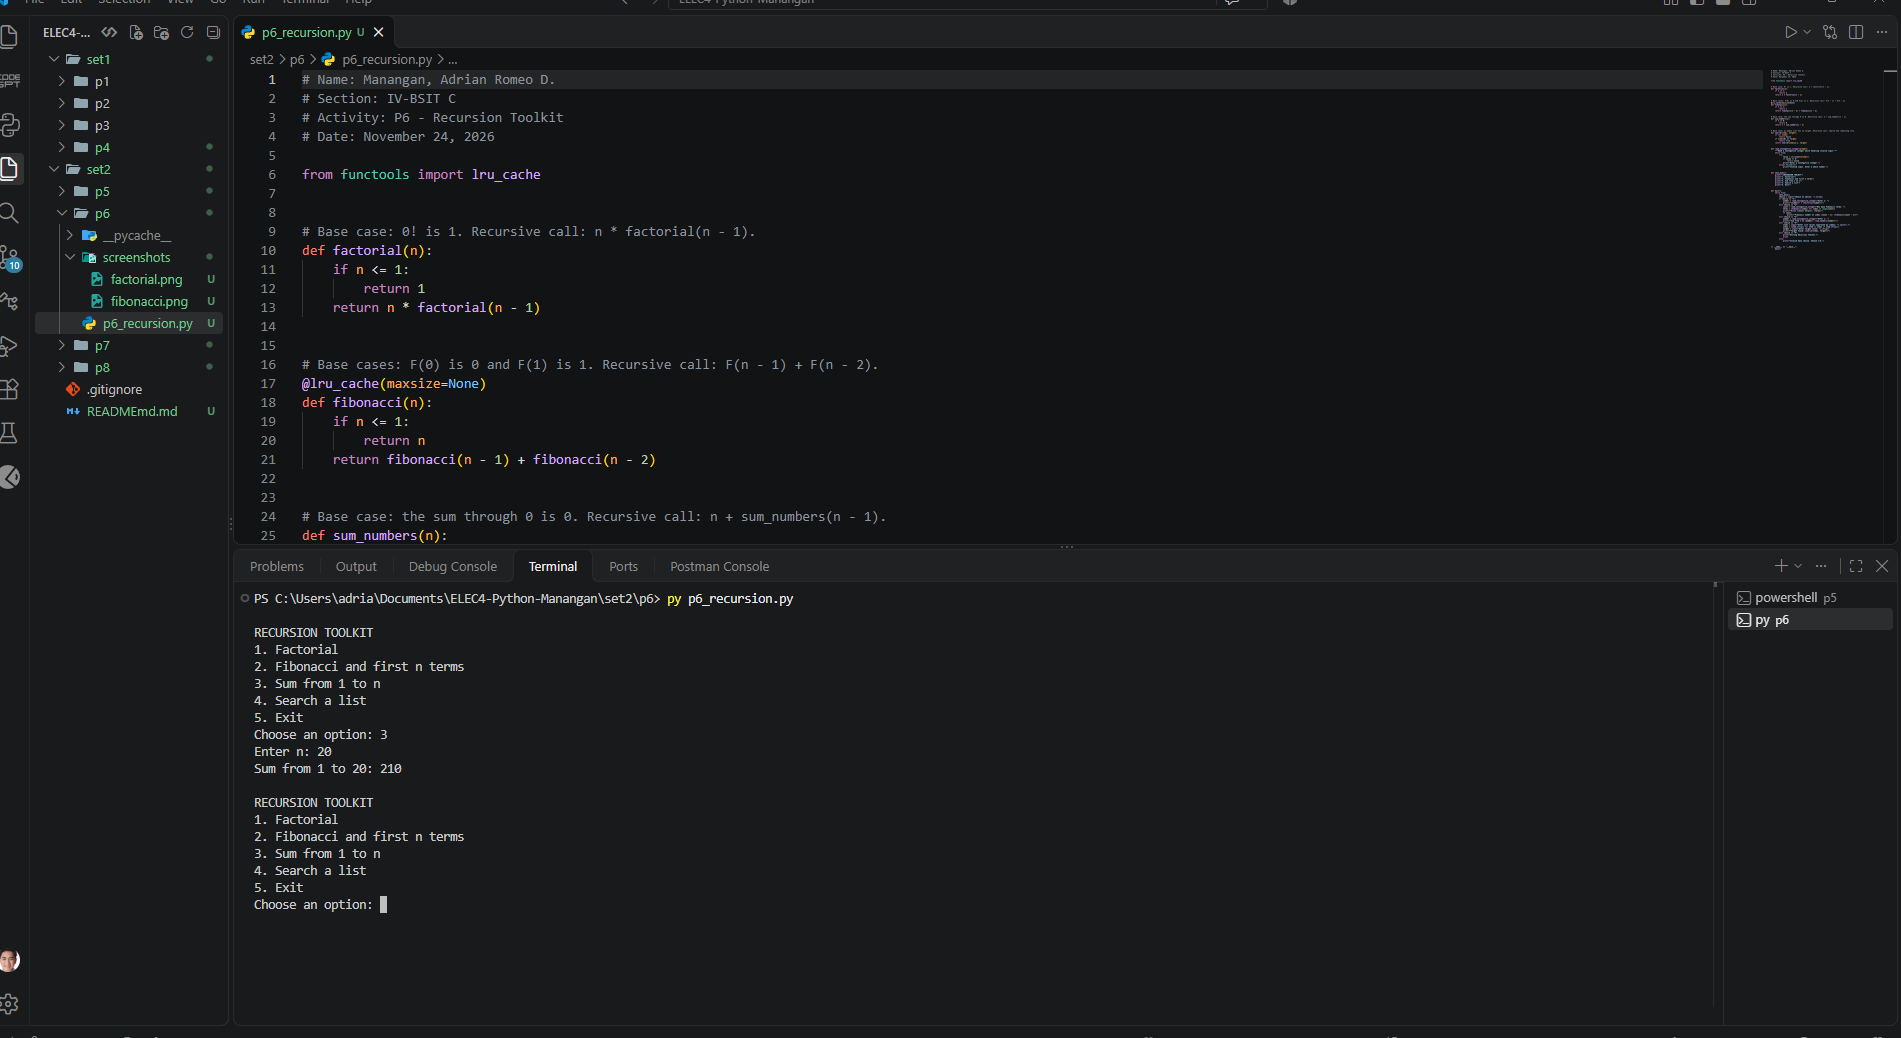 ELEC4-...
set1
p1
p2
p3
p4
set2
p5
p6
__pycache__
screenshots
factorial.png U
fibonacci.png U
p6_recursion.py U
p7
p8
.gitignore
READMEmd.md U
10
p6_recursion.py U
set2 > p6 > p6_recursion.py > ...
1 # Name: Manangan, Adrian Romeo D.
2 # Section: IV-BSIT C
3 # Activity: P6 - Recursion Toolkit
4 # Date: November 24, 2026
5
6 from functools import lru_cache
7
8
9 # Base case: 0! is 1. Recursive call: n * factorial(n - 1).
10 def factorial(n):
11 if n <= 1:
12 return 1
13 return n * factorial(n - 1)
14
15
16 # Base cases: F(0) is 0 and F(1) is 1. Recursive call: F(n - 1) + F(n - 2).
17 @lru_cache(maxsize=None)
18 def fibonacci(n):
19 if n <= 1:
20 return n
21 return fibonacci(n - 1) + fibonacci(n - 2)
22
23
24 # Base case: the sum through 0 is 0. Recursive call: n + sum_numbers(n - 1).
25 def sum_numbers(n):
Problems Output Debug Console Terminal Ports Postman Console
PS C:\Users\adria\Documents\ELEC4-Python-Manangan\set2\p6> py p6_recursion.py
RECURSION TOOLKIT
1. Factorial
2. Fibonacci and first n terms
3. Sum from 1 to n
4. Search a list
5. Exit
Choose an option: 3
Enter n: 20
Sum from 1 to 20: 210
RECURSION TOOLKIT
1. Factorial
2. Fibonacci and first n terms
3. Sum from 1 to n
4. Search a list
5. Exit
Choose an option:
powershell p5
py p6